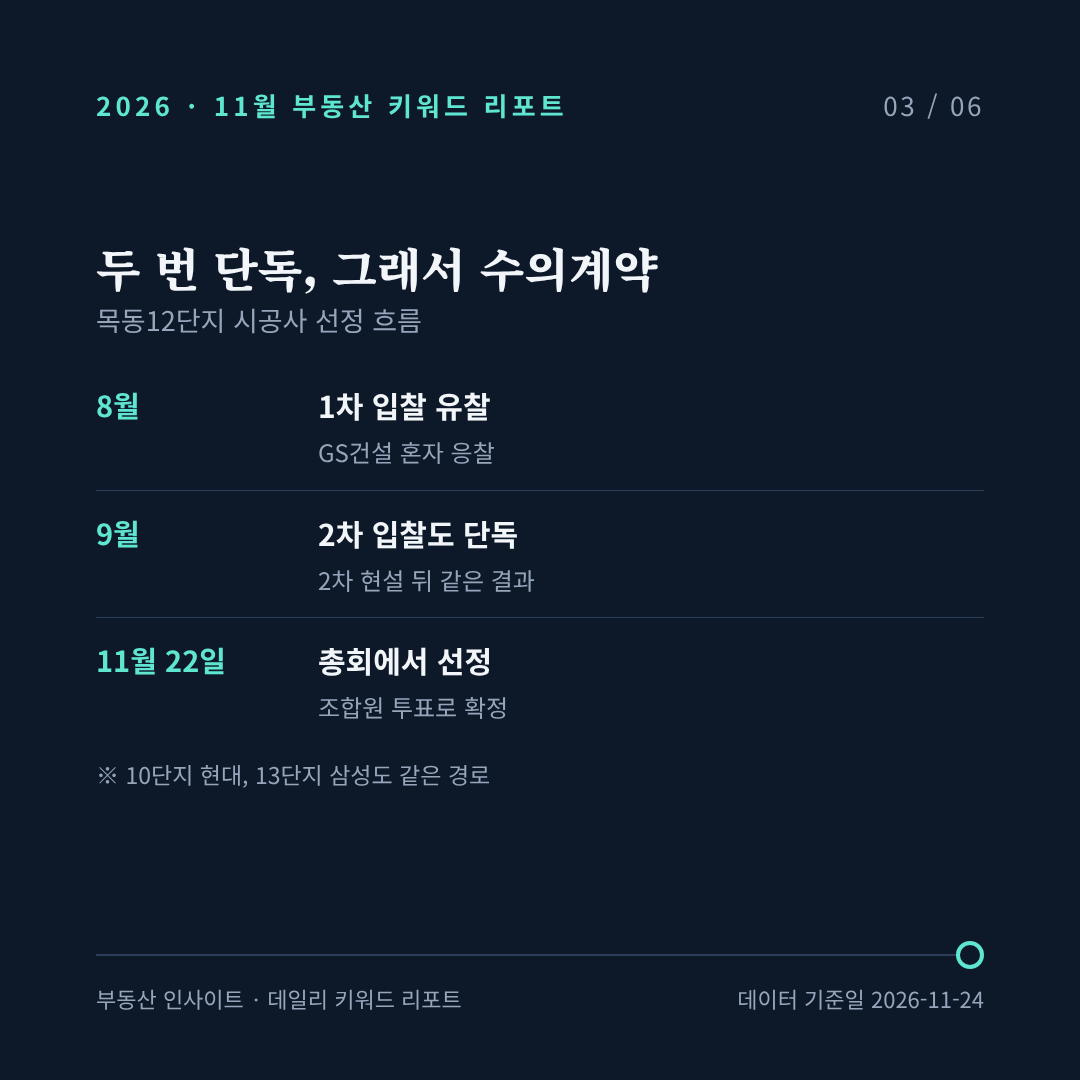 2026 · 11월 부동산 키워드 리포트
03 / 06
두 번 단독, 그래서 수의계약
목동12단지 시공사 선정 흐름
8월
1차 입찰 유찰
GS건설 혼자 응찰
9월
2차 입찰도 단독
2차 현설 뒤 같은 결과
11월 22일
총회에서 선정
조합원 투표로 확정
※ 10단지 현대, 13단지 삼성도 같은 경로
부동산 인사이트 · 데일리 키워드 리포트
데이터 기준일 2026-11-24